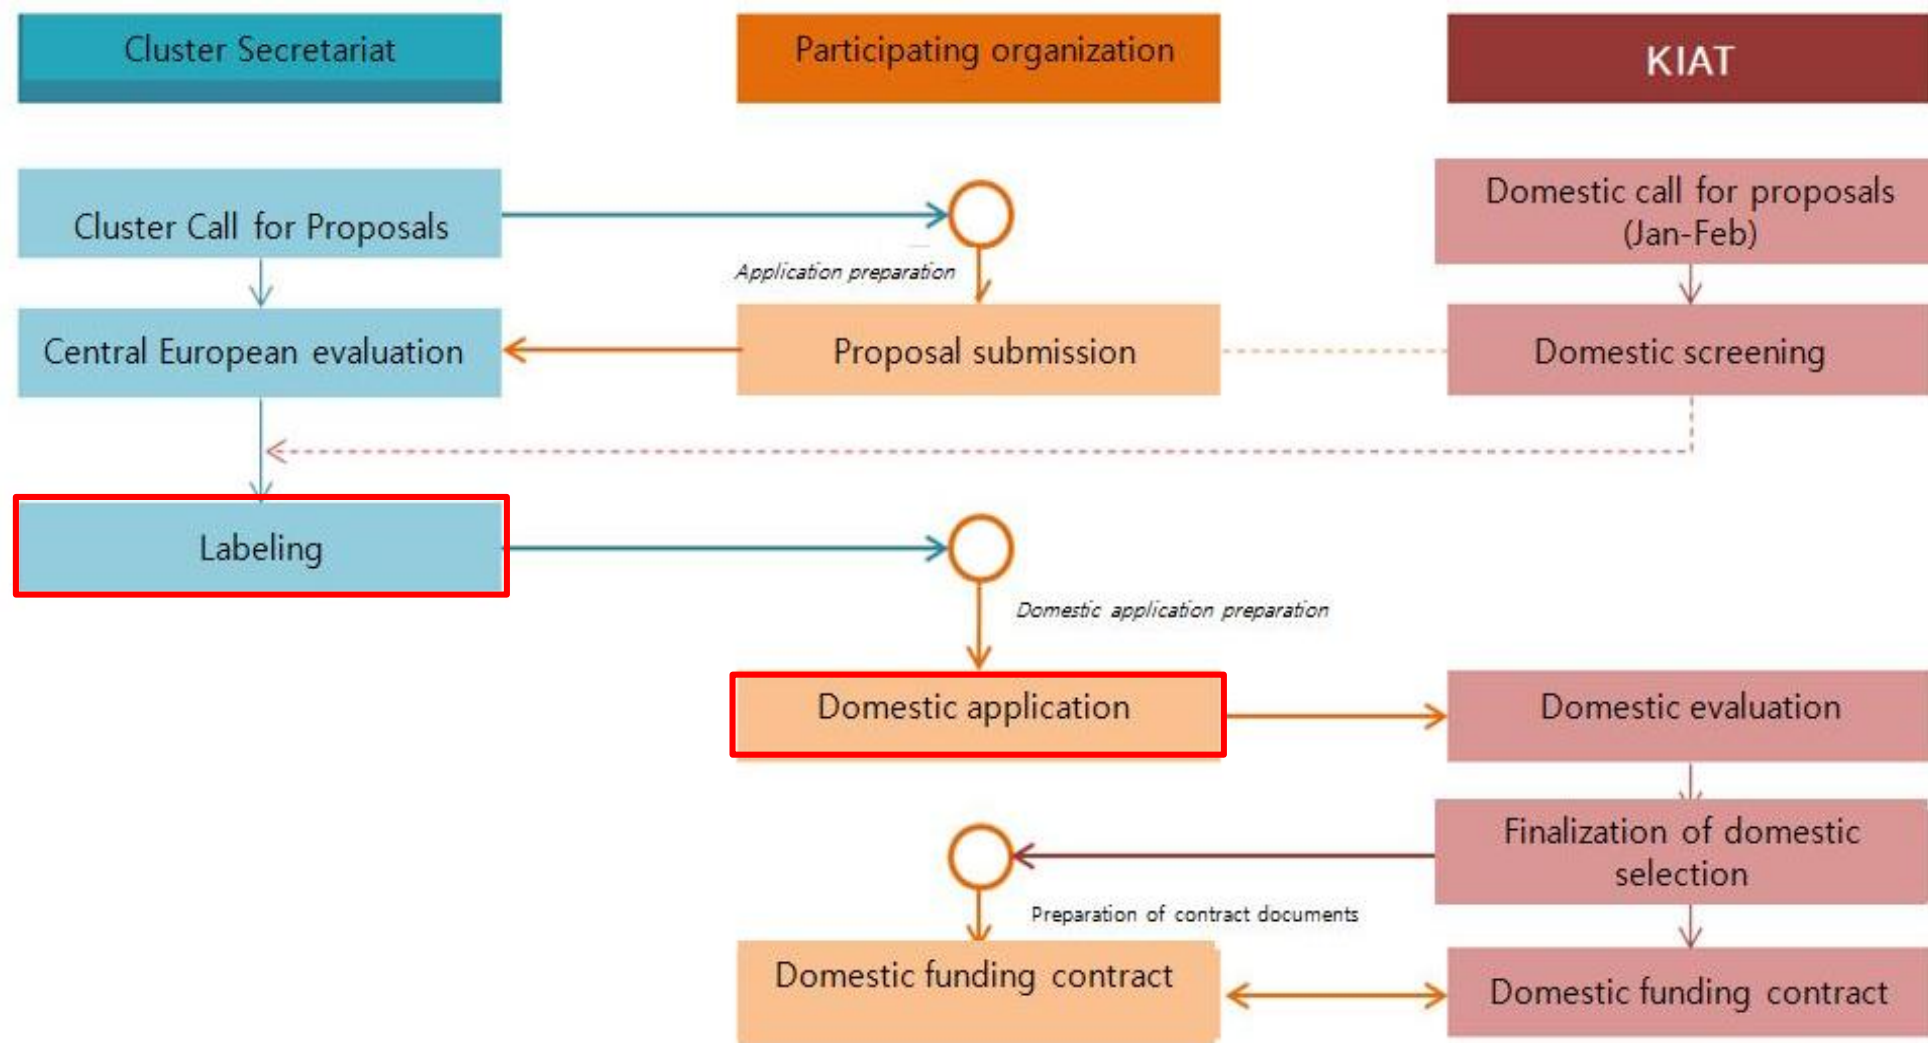 Cluster Secretariat
Participating organization
KIAT
Cluster Call for Proposals
Domestic call for proposals
(Jan-Feb)
Application preparation
Central European evaluation
Proposal submission
Domestic screening
Labeling
Domestic application preparation
Domestic application
Domestic evaluation
Finalization of domestic
selection
Preparation of contract documents
Domestic funding contract
Domestic funding contract